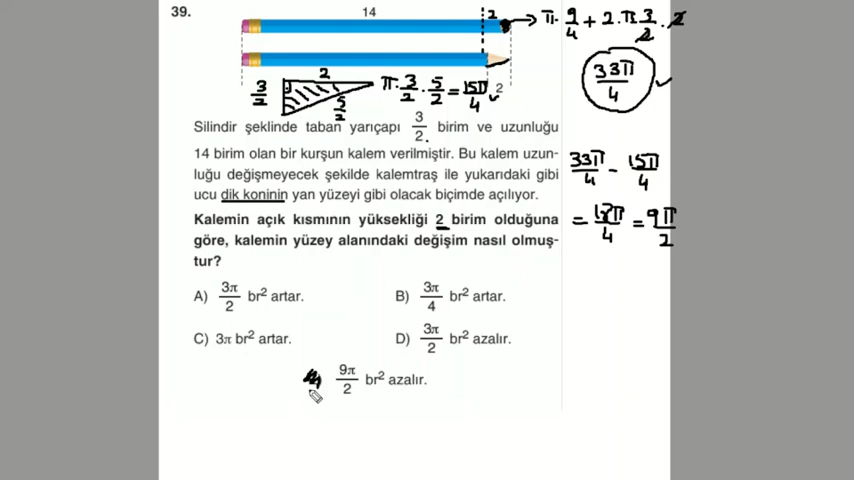 39.
14
2 → π · 9/4 + 2 · π · 3/2 · 2
33π/4
2
3/2
5/2
π · 3/2 · 5/2 = 15π/4
2
Silindir şeklinde taban yarıçapı 3/2 birim ve uzunluğu
14 birim olan bir kurşun kalem verilmiştir. Bu kalem uzun-
luğu değişmeyecek şekilde kalemtraş ile yukarıdaki gibi
ucu dik koninin yan yüzeyi gibi olacak biçimde açılıyor.
Kalemin açık kısmının yüksekliği 2 birim olduğuna
göre, kalemin yüzey alanındaki değişim nasıl olmuş-
tur?
33π/4 - 15π/4
= 18π/4 = 9π/2
A) 3π/2 br² artar.
B) 3π/4 br² artar.
C) 3π br² artar.
D) 3π/2 br² azalır.
9π/2 br² azalır.